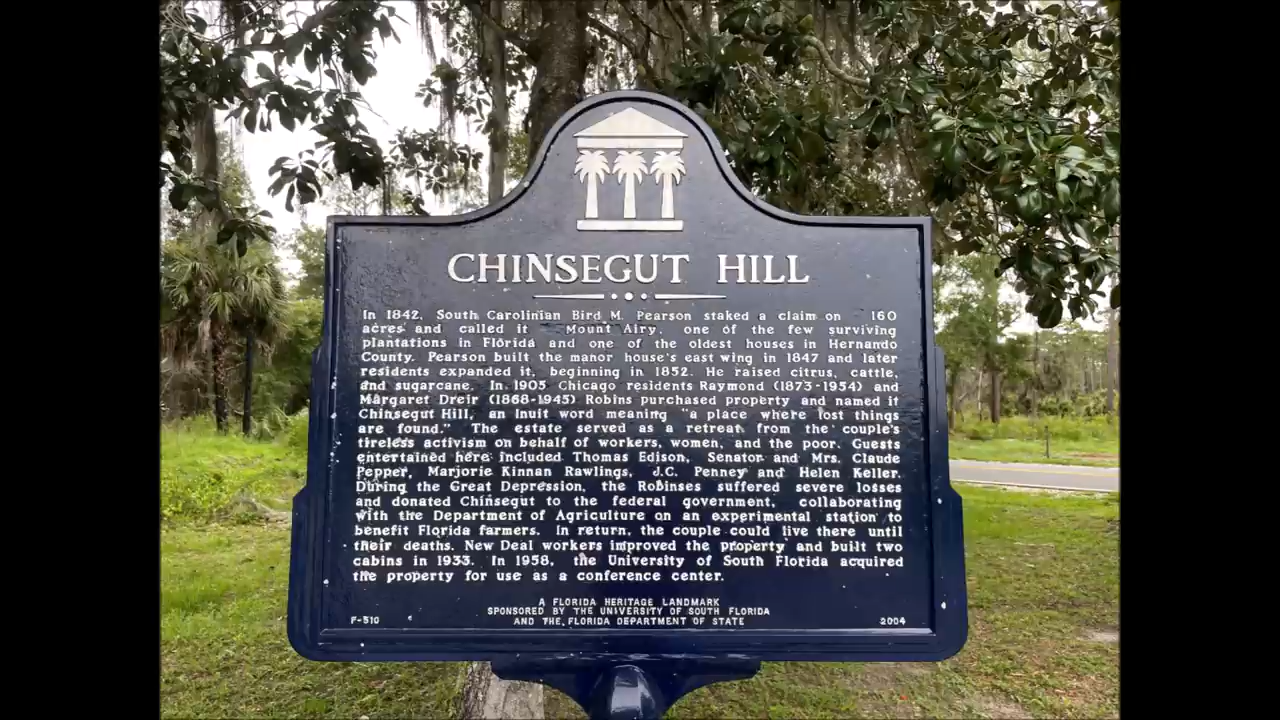 CHINSEGUT HILL
In 1842, South Carolinian Bird M. Pearson staked a claim on 160
acres and called it Mount Airy, one of the few surviving
plantations in Florida and one of the oldest houses in Hernando
County. Pearson built the manor house's east wing in 1847 and later
residents expanded it, beginning in 1852. He raised citrus, cattle,
and sugarcane. In 1905 Chicago residents Raymond (1873-1954) and
Margaret Dreir (1868-1945) Robins purchased property and named it
Chinsegut Hill, an Inuit word meaning "a place where lost things
are found." The estate served as a retreat from the couple's
tireless activism on behalf of workers, women, and the poor. Guests
entertained here included Thomas Edison, Senator and Mrs. Claude
Pepper, Marjorie Kinnan Rawlings, J.C. Penney and Helen Keller.
During the Great Depression, the Robinses suffered severe losses
and donated Chinsegut to the federal government, collaborating
with the Department of Agriculture on an experimental station to
benefit Florida farmers. In return, the couple could live there until
their deaths. New Deal workers improved the property and built two
cabins in 1933. In 1958, the University of South Florida acquired
the property for use as a conference center.
A FLORIDA HERITAGE LANDMARK
SPONSORED BY THE UNIVERSITY OF SOUTH FLORIDA
AND THE FLORIDA DEPARTMENT OF STATE
F-510 2004